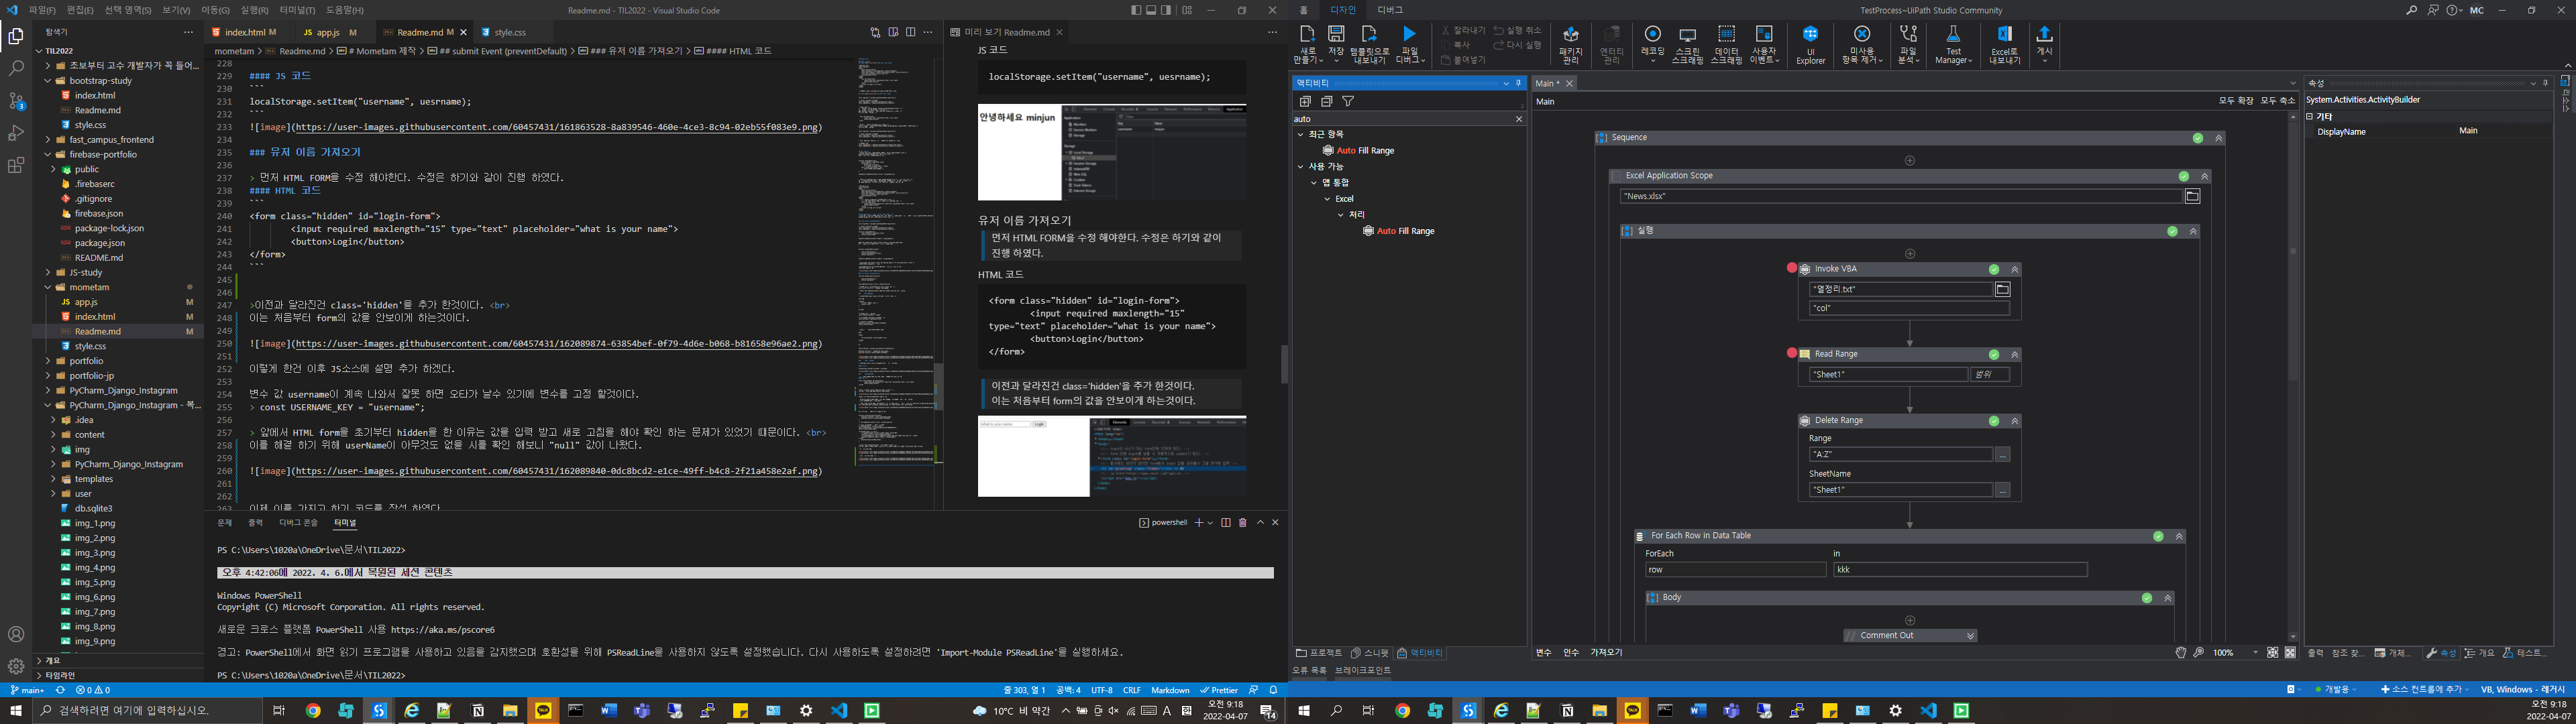 파일(F) 편집(E) 선택 영역(S) 보기(V) 이동(G) 실행(R) 터미널(T) 도움말(H)
Readme.md - TIL2022 - Visual Studio Code
탐색기
TIL2022
초보부터 고수 개발자가 꼭 들어...
bootstrap-study
index.html
Readme.md
style.css
fast_campus_frontend
firebase-portfolio
public
.firebaserc
.gitignore
firebase.json
package-lock.json
package.json
README.md
JS-study
mometam
app.js M
index.html M
Readme.md M
style.css
portfolio
portfolio-jp
PyCharm_Django_Instagram
PyCharm_Django_Instagram - 복...
.idea
content
img
PyCharm_Django_Instagram
templates
user
db.sqlite3
img_1.png
img_2.png
img_3.png
img_4.png
img_5.png
img_6.png
img_7.png
img_8.png
img_9.png
개요
타임라인
index.html M
app.js M
Readme.md M
style.css
mometam > Readme.md > # Mometam 제작 > ## submit Event (preventDefault) > ### 유저 이름 가져오기 > #### HTML 코드
228
229 #### JS 코드
230 ```
231 localStorage.setItem("username", uesrname);
232 ```
233 ![image](https://user-images.githubusercontent.com/60457431/161863528-8a839546-460e-4ce3-8c94-02eb55f083e9.png)
234
235 ### 유저 이름 가져오기
236
237 > 먼저 HTML FORM을 수정 해야한다. 수정은 하기와 같이 진행 하였다.
238 #### HTML 코드
239 ```
240 <form class="hidden" id="login-form">
241 <input required maxlength="15" type="text" placeholder="what is your name">
242 <button>Login</button>
243 </form>
244 ```
245
246
247 >이전과 달라진건 class='hidden'을 추가 한것이다. <br>
248 이는 처음부터 form의 값을 안보이게 하는것이다.
249
250 ![image](https://user-images.githubusercontent.com/60457431/162089874-63854bef-0f79-4d6e-b068-b81658e96ae2.png)
251
252 이렇게 한건 이후 JS소스에 설명 추가 하겠다.
253
254 변수 값 username이 계속 나와서 잘못 하면 오타가 날수 있기에 변수를 고정 할것이다.
255 > const USERNAME_KEY = "username";
256
257 > 앞에서 HTML form을 초기부터 hidden을 한 이유는 값을 입력 받고 새로 고침을 해야 확인 하는 문제가 있었기 때문이다. <br>
258 이를 해결 하기 위해 userName이 아무것도 없을 시를 확인 해보니 "null" 값이 나왔다.
259
260 ![image](https://user-images.githubusercontent.com/60457431/162089840-0dc8bcd2-e1ce-49ff-b4c8-2f21a458e2af.png)
261
262
263 이제 이를 가지고 하기 코드를 작성 하였다.
미리 보기 Readme.md
JS 코드
localStorage.setItem("username", uesrname);
안녕하세요 minjun
유저 이름 가져오기
먼저 HTML FORM을 수정 해야한다. 수정은 하기와 같이
진행 하였다.
HTML 코드
<form class="hidden" id="login-form">
<input required maxlength="15"
type="text" placeholder="what is your name">
<button>Login</button>
</form>
이전과 달라진건 class='hidden'을 추가 한것이다.
이는 처음부터 form의 값을 안보이게 하는것이다.
문제 출력 디버그 콘솔 터미널
powershell
PS C:\Users\1020a\OneDrive\문서\TIL2022>
오후 4:42:06에 2022. 4. 6.에서 복원된 세션 콘텐츠
Windows PowerShell
Copyright (C) Microsoft Corporation. All rights reserved.
새로운 크로스 플랫폼 PowerShell 사용 https://aka.ms/pscore6
경고: PowerShell에서 화면 읽기 프로그램을 사용하고 있음을 감지했으며 호환성을 위해 PSReadLine을 사용하지 않도록 설정했습니다. 다시 사용하도록 설정하려면 'Import-Module PSReadLine'을 실행하세요.
PS C:\Users\1020a\OneDrive\문서\TIL2022>
main+ 0 0
줄 303, 열 1 공백: 4 UTF-8 CRLF Markdown Prettier
검색하려면 여기에 입력하십시오.
10°C 비 약간
오전 9:18
2022-04-07
14
홈 디자인 디버그
TestProcess~UiPath Studio Community
MC
새로 만들기
저장
템플릿으로 내보내기
파일 디버그
잘라내기
복사
붙여넣기
실행 취소
다시 실행
패키지 관리
엔터티 관리
레코딩
스크린 스크래핑
데이터 스크래핑
사용자 이벤트
UI Explorer
미사용 항목 제거
파일 분석
Test Manager
Excel로 내보내기
게시
액티비티
auto
최근 항목
Auto Fill Range
사용 가능
앱 통합
Excel
처리
Auto Fill Range
프로젝트 스니펫 액티비티
Main *
Main
모두 확장 모두 축소
Sequence
Excel Application Scope
"News.xlsx"
실행
Invoke VBA
"열정리.txt"
"col"
Read Range
"Sheet1" 범위
Delete Range
Range
"A:Z"
SheetName
"Sheet1"
For Each Row in Data Table
ForEach in
row kkk
Body
// Comment Out
변수 인수 가져오기
100%
속성
System.Activities.ActivityBuilder
기타
DisplayName Main
출력 참조 찾... 개체... 속성 개요 테스트...
오류 목록 브레이크포인트
개발용 소스 컨트롤에 추가 VB, Windows - 레거시
오전 9:18
2022-04-07